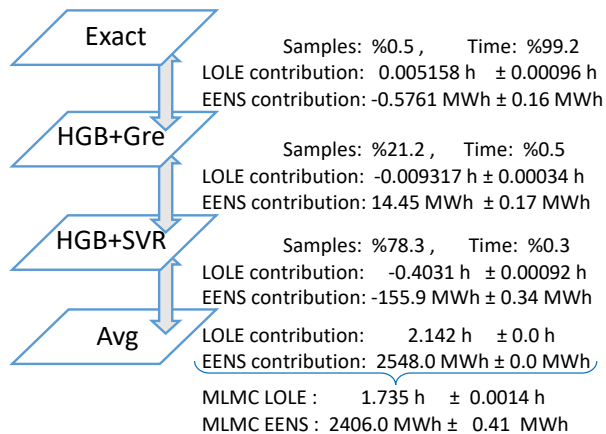 Exact
Samples: %0.5 , Time: %99.2
LOLE contribution: 0.005158 h ± 0.00096 h
EENS contribution: -0.5761 MWh ± 0.16 MWh
HGB+Gre
Samples: %21.2 , Time: %0.5
LOLE contribution: -0.009317 h ± 0.00034 h
EENS contribution: 14.45 MWh ± 0.17 MWh
HGB+SVR
Samples: %78.3 , Time: %0.3
LOLE contribution: -0.4031 h ± 0.00092 h
EENS contribution: -155.9 MWh ± 0.34 MWh
Avg
LOLE contribution: 2.142 h ± 0.0 h
EENS contribution: 2548.0 MWh ± 0.0 MWh
MLMC LOLE : 1.735 h ± 0.0014 h
MLMC EENS : 2406.0 MWh ± 0.41 MWh